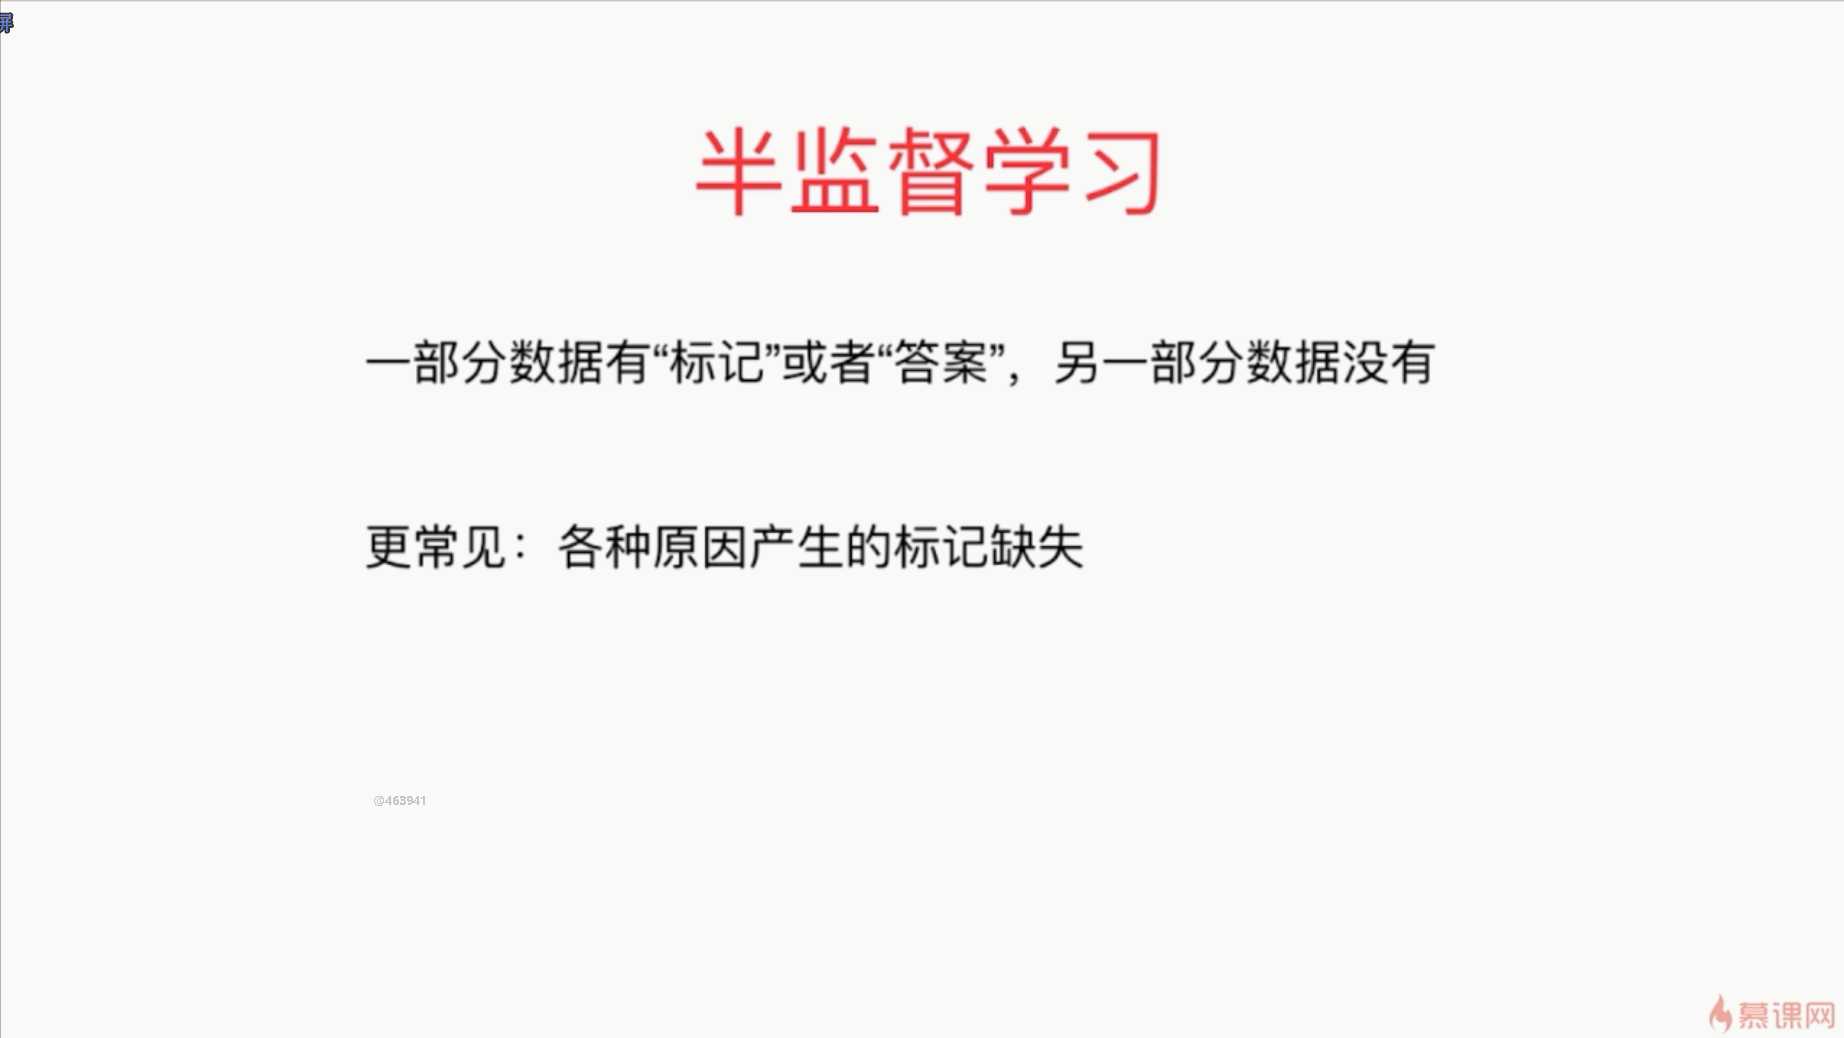 屏
半监督学习
一部分数据有“标记”或者“答案”，另一部分数据没有
更常见：各种原因产生的标记缺失
@463941
慕课网